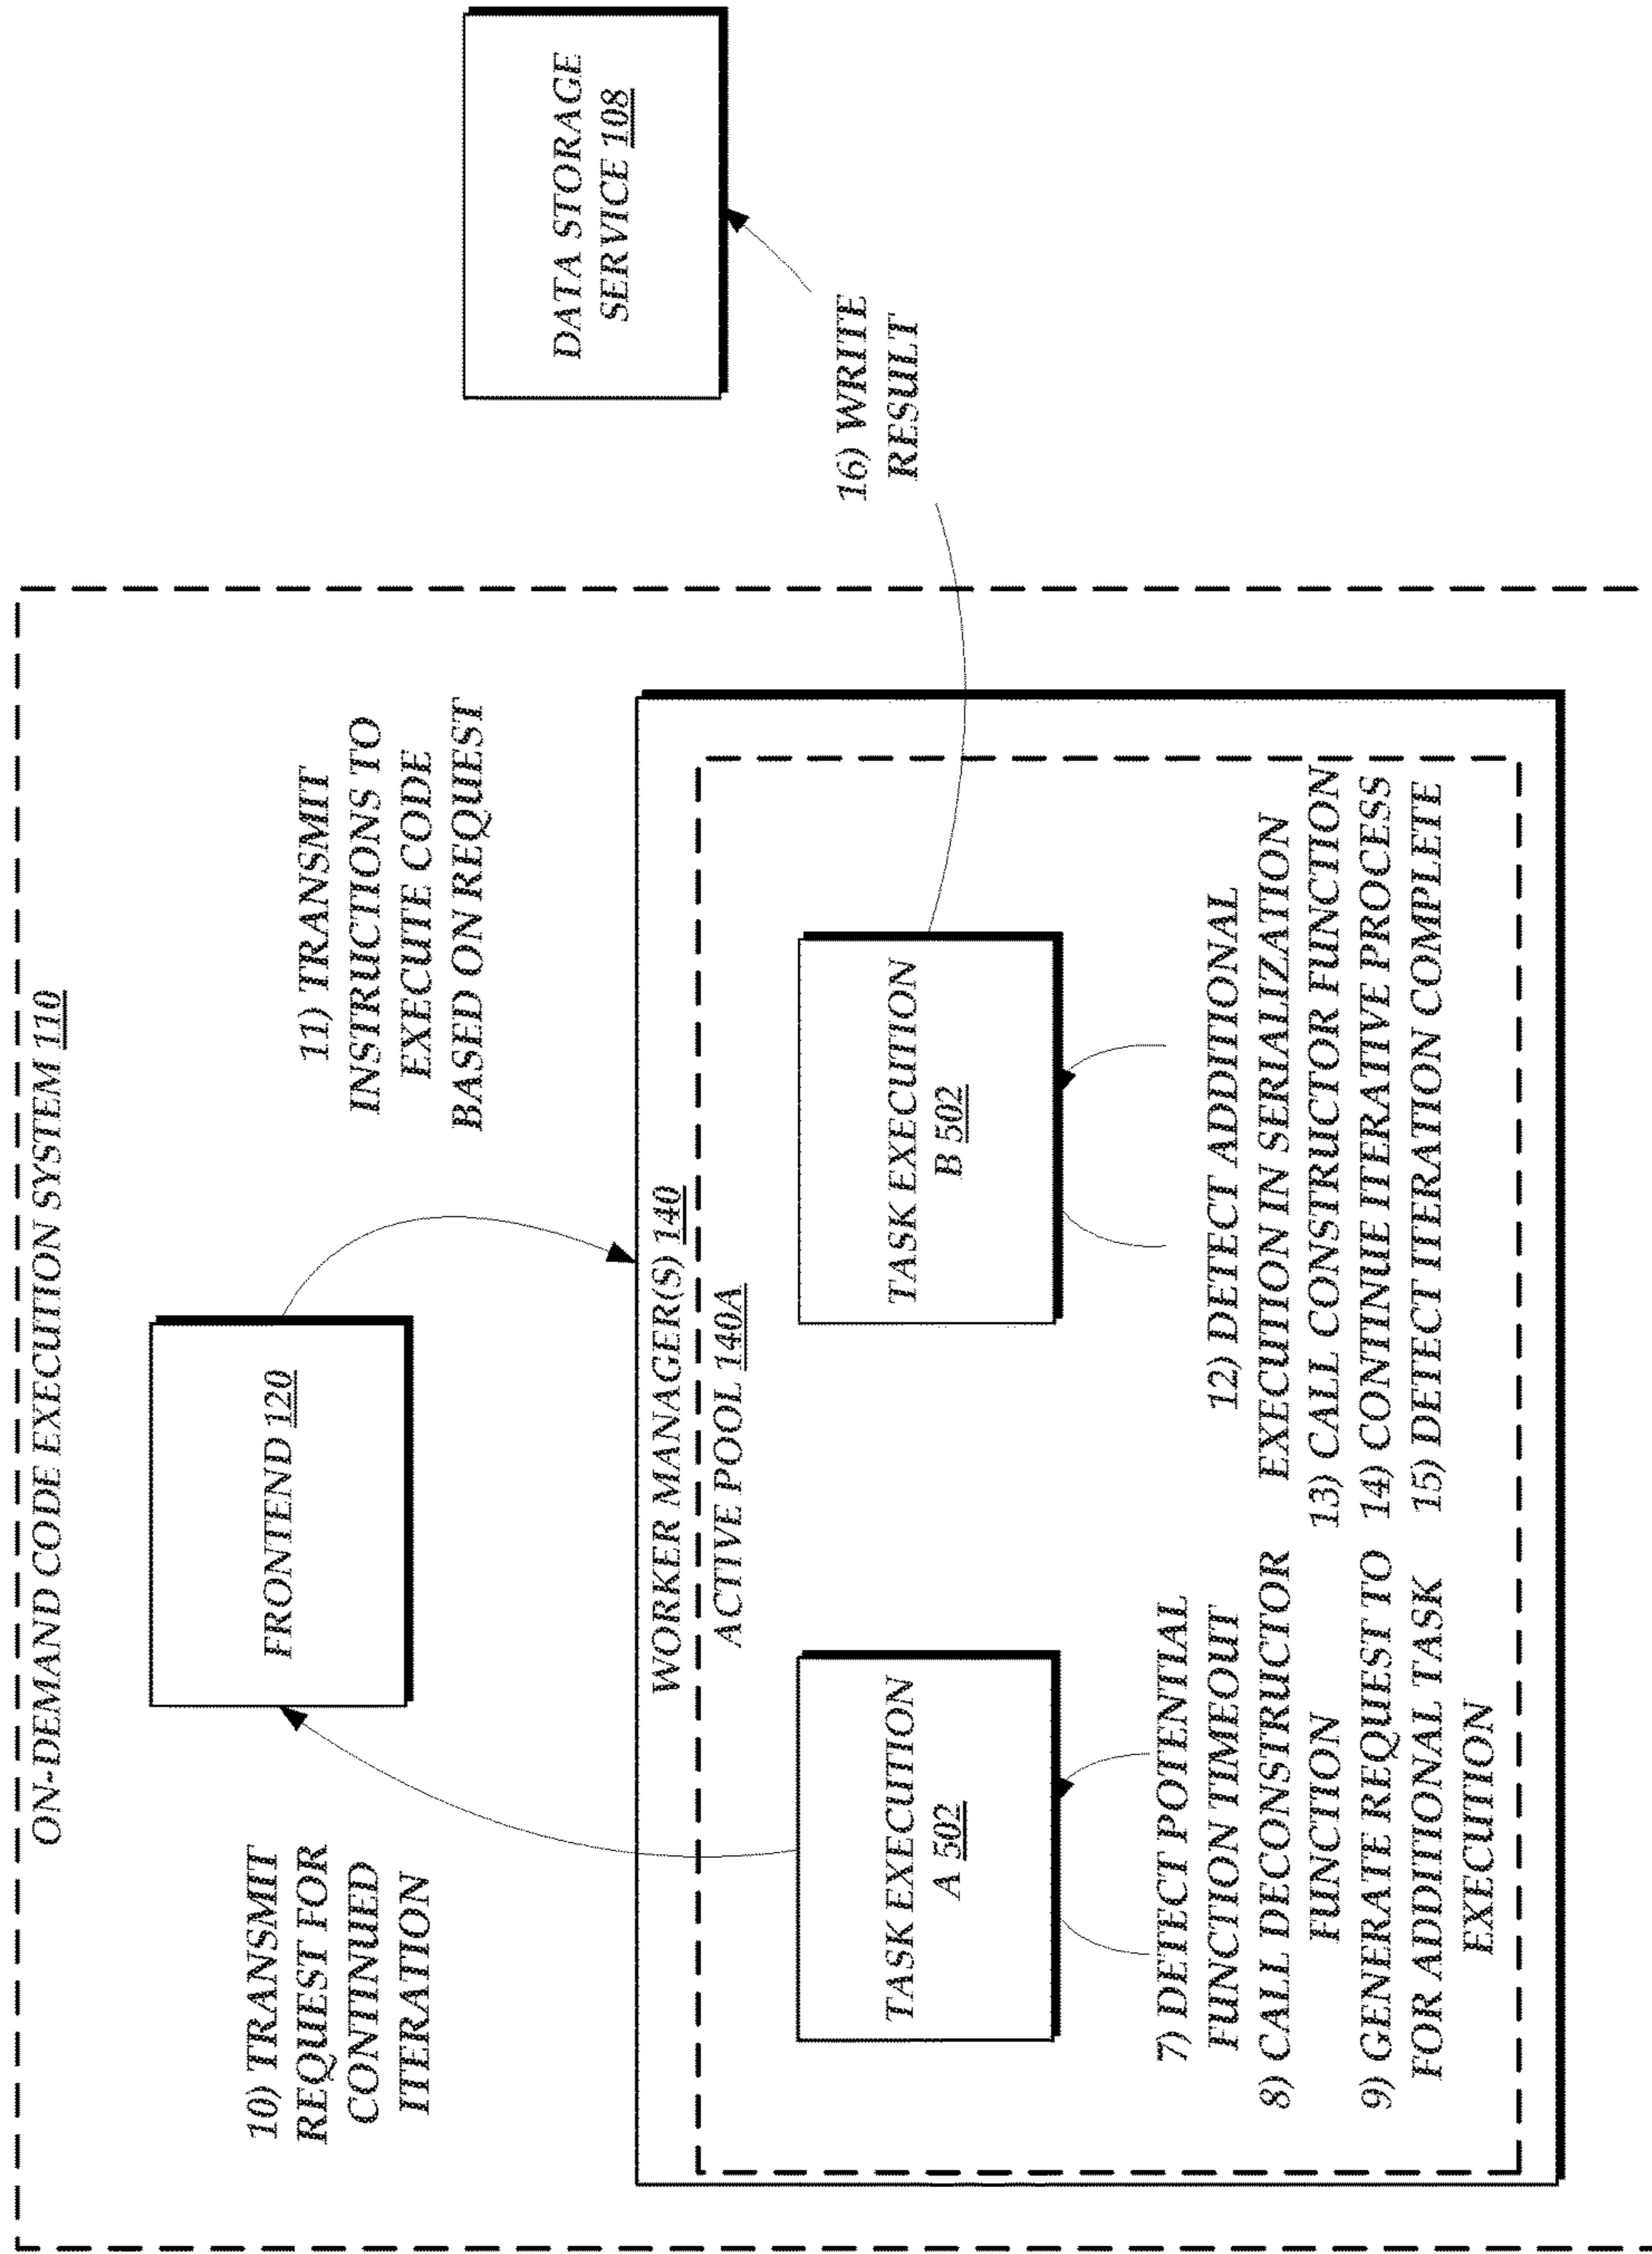 ON-DEMAND CODE EXECUTION SYSTEM 110
10) TRANSMIT
REQUEST FOR
CONTINUED
ITERATION
FRONTEND 120
11) TRANSMIT
INSTRUCTIONS TO
EXECUTE CODE
BASED ON REQUEST
DATA STORAGE
SERVICE 108
WORKER MANAGER(S) 140
ACTIVE POOL 140A
TASK EXECUTION
A 502
TASK EXECUTION
B 502
16) WRITE
RESULT
7) DETECT POTENTIAL
FUNCTION TIMEOUT
8) CALL DECONSTRUCTOR
FUNCTION
9) GENERATE REQUEST TO
FOR ADDITIONAL TASK
EXECUTION
12) DETECT ADDITIONAL
EXECUTION IN SERIALIZATION
13) CALL CONSTRUCTOR FUNCTION
14) CONTINUE ITERATIVE PROCESS
15) DETECT ITERATION COMPLETE